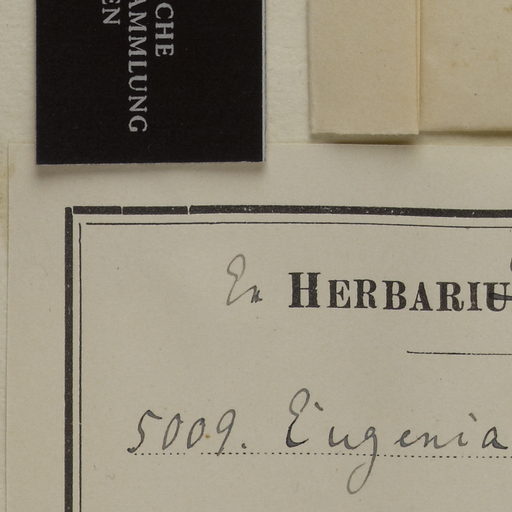 CHE
AMMLUNG
EN
Ex HERBARIU
5009. Eugenia